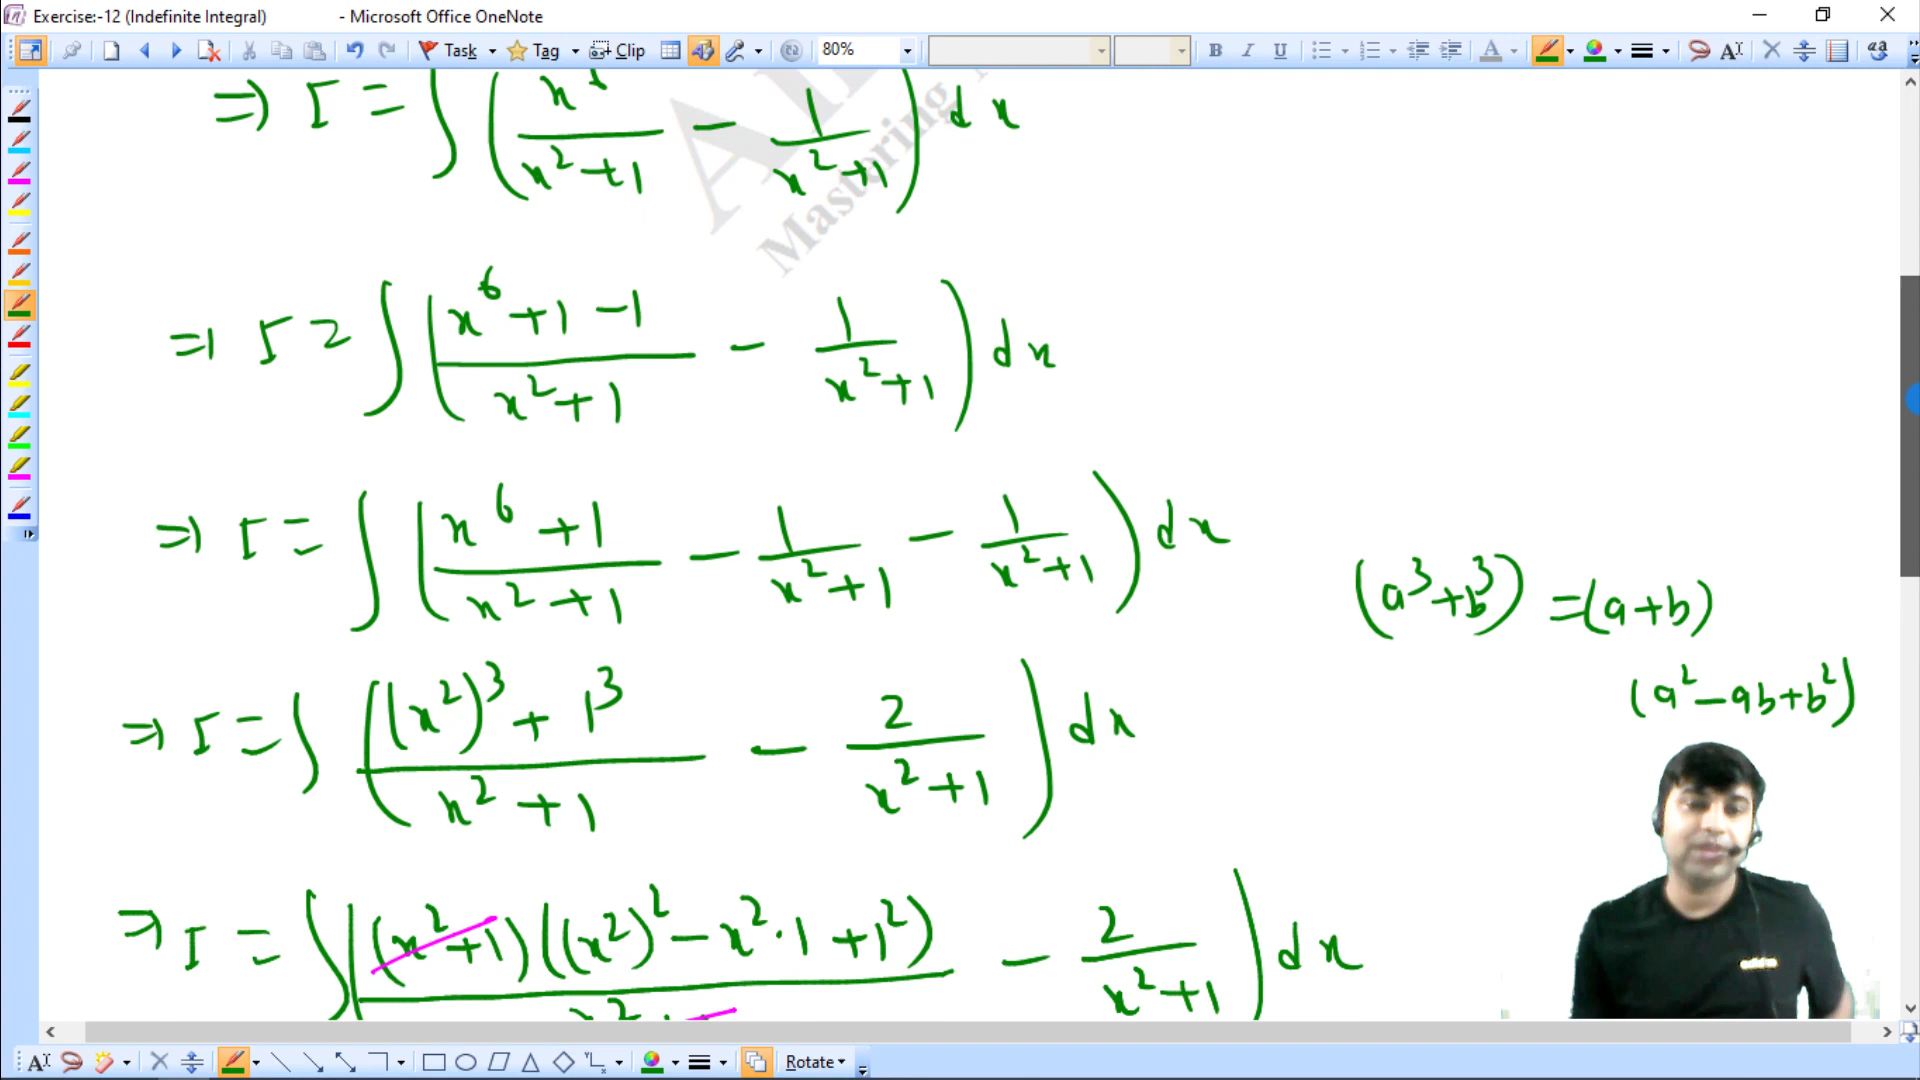 Exercise:-12 (Indefinite Integral) - Microsoft Office OneNote
Task Tag Clip 80% B I U
Mastering
=> I = ∫ (x⁶/(x²+1) − 1/(x²+1)) dx
=> I = ∫ ((x⁶+1−1)/(x²+1) − 1/(x²+1)) dx
=> I = ∫ ((x⁶+1)/(x²+1) − 1/(x²+1) − 1/(x²+1)) dx
(a³+b³) = (a+b)
(a²−ab+b²)
=> I = ∫ (((x²)³+1³)/(x²+1) − 2/(x²+1)) dx
=> I = ∫ ((x²+1)((x²)²−x²·1+1²)/x² − 2/(x²+1)) dx
Rotate